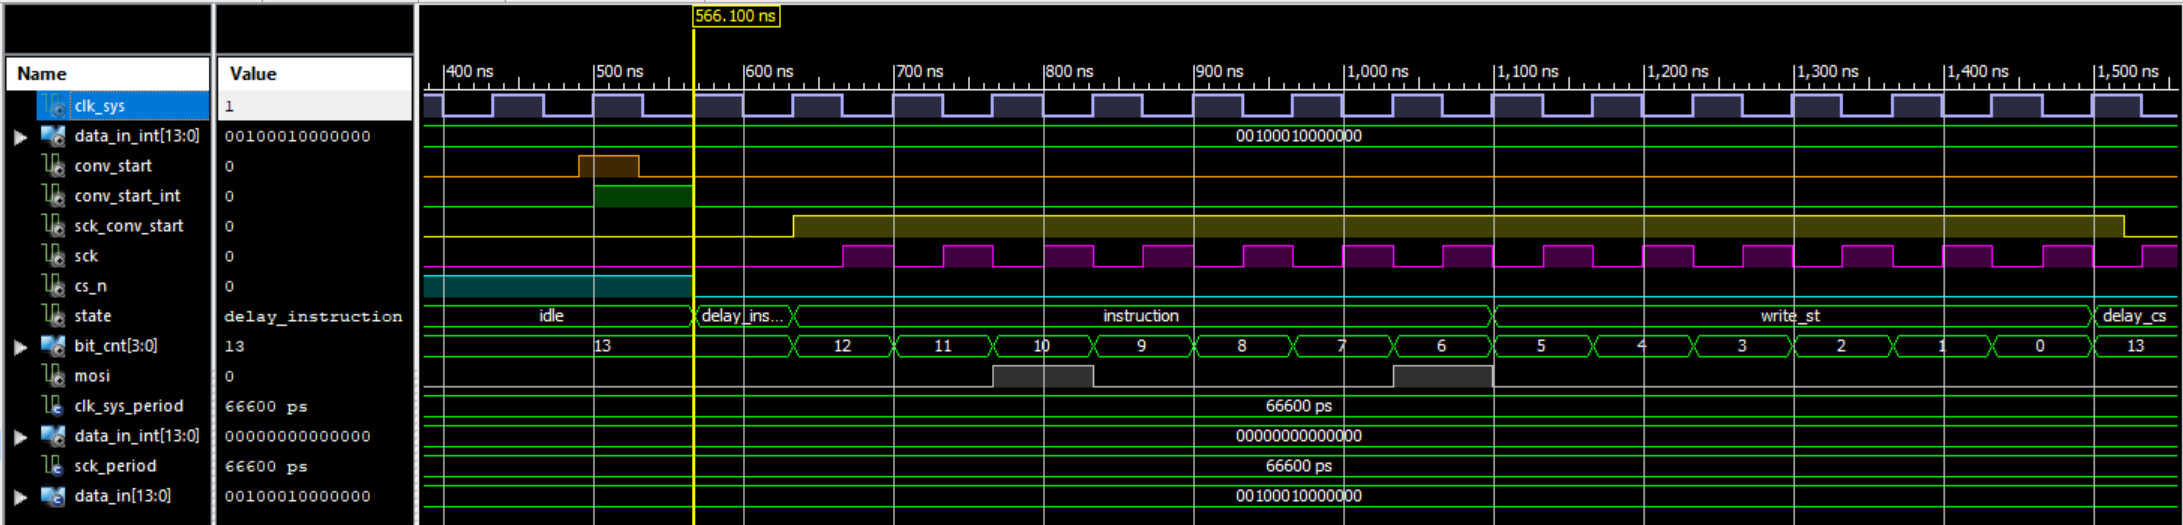 566.100 ns
Name Value 400 ns 500 ns 600 ns 700 ns 800 ns 900 ns 1,000 ns 1,100 ns 1,200 ns 1,300 ns 1,400 ns 1,500 ns
clk_sys 1
data_in_int[13:0] 00100010000000 00100010000000
conv_start 0
conv_start_int 0
sck_conv_start 0
sck 0
cs_n 0
state delay_instruction idle delay_ins... instruction write_st delay_cs
bit_cnt[3:0] 13 13 12 11 10 9 8 7 6 5 4 3 2 1 0 13
mosi 0
clk_sys_period 66600 ps 66600 ps
data_in_int[13:0] 00000000000000 00000000000000
sck_period 66600 ps 66600 ps
data_in[13:0] 00100010000000 00100010000000